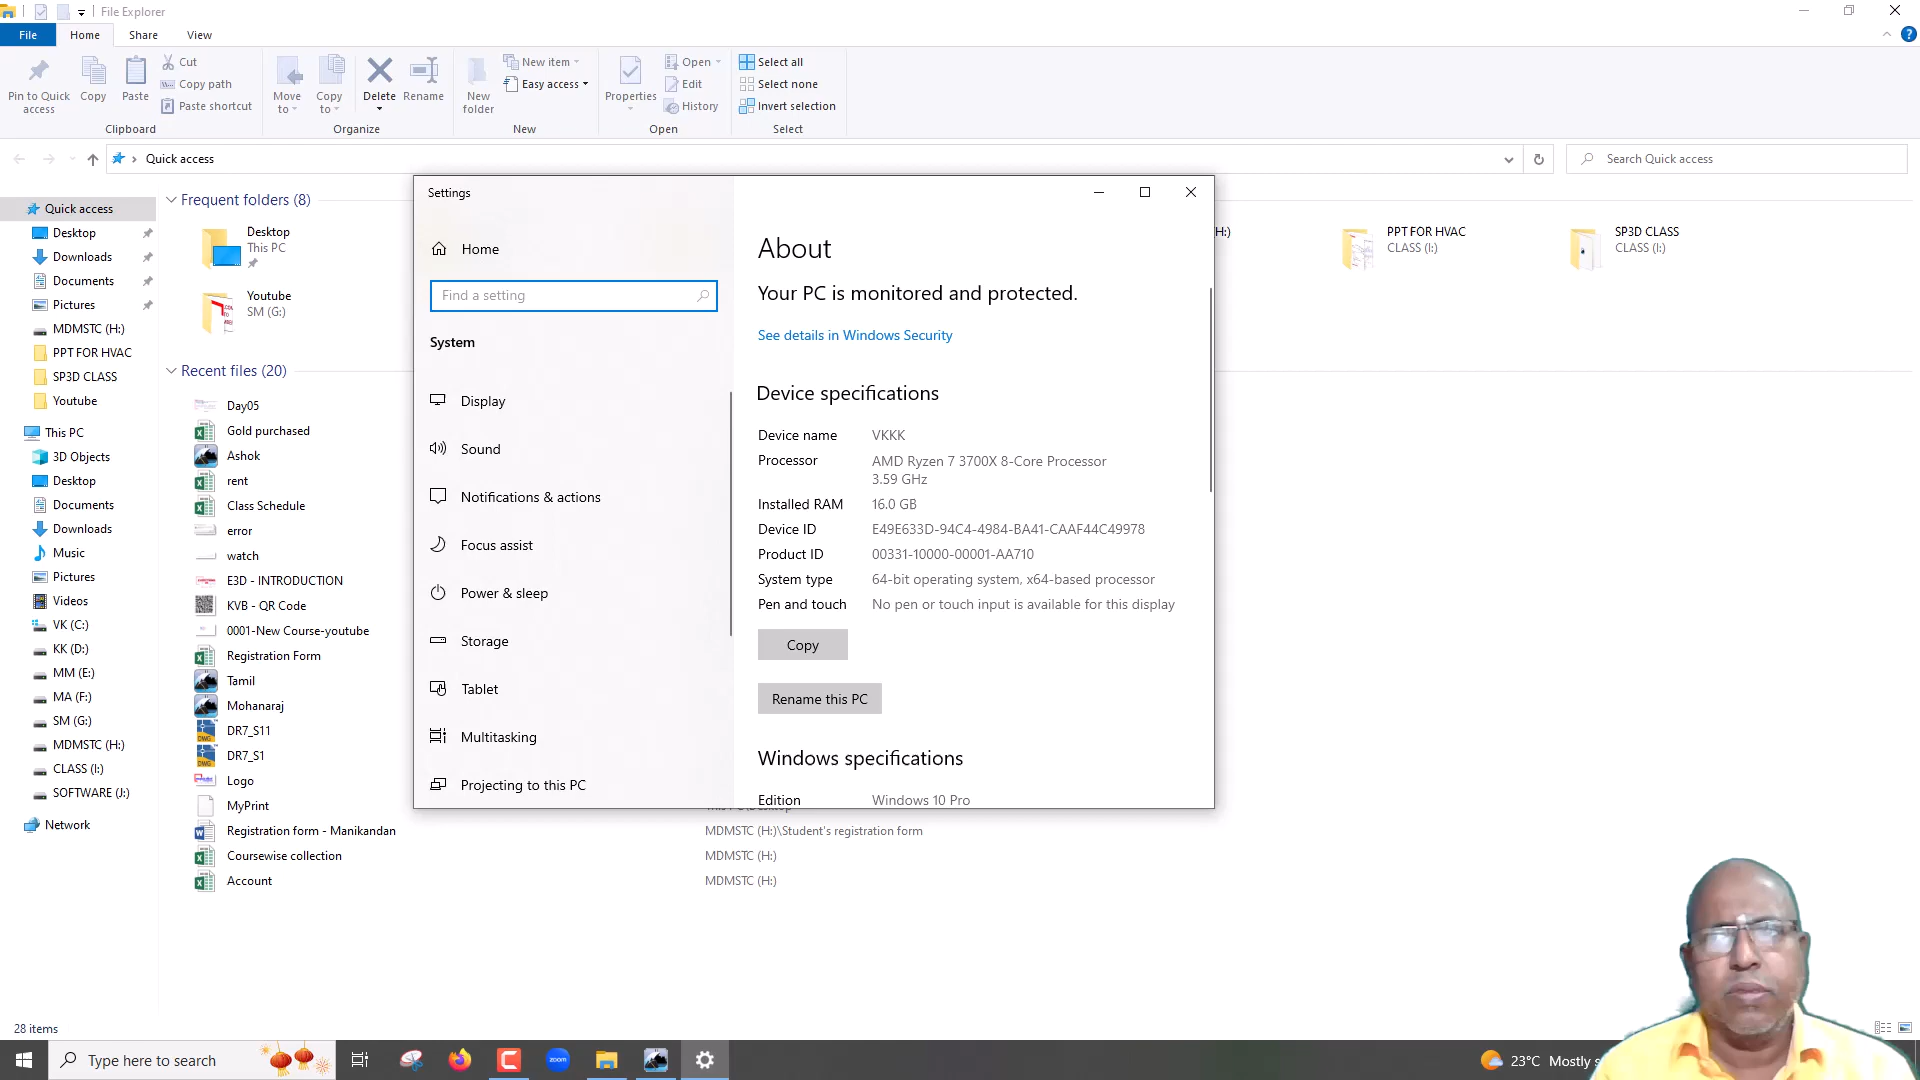 File Explorer
File
Home
Share
View
Pin to Quick access
Copy
Paste
Cut
Copy path
Paste shortcut
Clipboard
Move to
Copy to
Delete
Rename
Organize
New folder
New item
Easy access
New
Properties
Open
Edit
History
Open
Select all
Select none
Invert selection
Select
Quick access
Search Quick access
Quick access
Desktop
Downloads
Documents
Pictures
MDMSTC (H:)
PPT FOR HVAC
SP3D CLASS
Youtube
This PC
3D Objects
Desktop
Documents
Downloads
Music
Pictures
Videos
VK (C:)
KK (D:)
MM (E:)
MA (F:)
SM (G:)
MDMSTC (H:)
CLASS (I:)
SOFTWARE (J:)
Network
Frequent folders (8)
Desktop
This PC
Youtube
SM (G:)
H:)
PPT FOR HVAC
CLASS (I:)
SP3D CLASS
CLASS (I:)
Recent files (20)
Day05
Gold purchased
Ashok
rent
Class Schedule
error
watch
E3D - INTRODUCTION
KVB - QR Code
0001-New Course-youtube
Registration Form
Tamil
Mohanaraj
DR7_S11
DR7_S1
Logo
MyPrint
Registration form - Manikandan
MDMSTC (H:)\Student's registration form
Coursewise collection
MDMSTC (H:)
Account
MDMSTC (H:)
Settings
Home
Find a setting
System
Display
Sound
Notifications & actions
Focus assist
Power & sleep
Storage
Tablet
Multitasking
Projecting to this PC
About
Your PC is monitored and protected.
See details in Windows Security
Device specifications
Device name VKKK
Processor AMD Ryzen 7 3700X 8-Core Processor
3.59 GHz
Installed RAM 16.0 GB
Device ID E49E633D-94C4-4984-BA41-CAAF44C49978
Product ID 00331-10000-00001-AA710
System type 64-bit operating system, x64-based processor
Pen and touch No pen or touch input is available for this display
Copy
Rename this PC
Windows specifications
Edition Windows 10 Pro
28 items
Type here to search
zoom
23°C Mostly